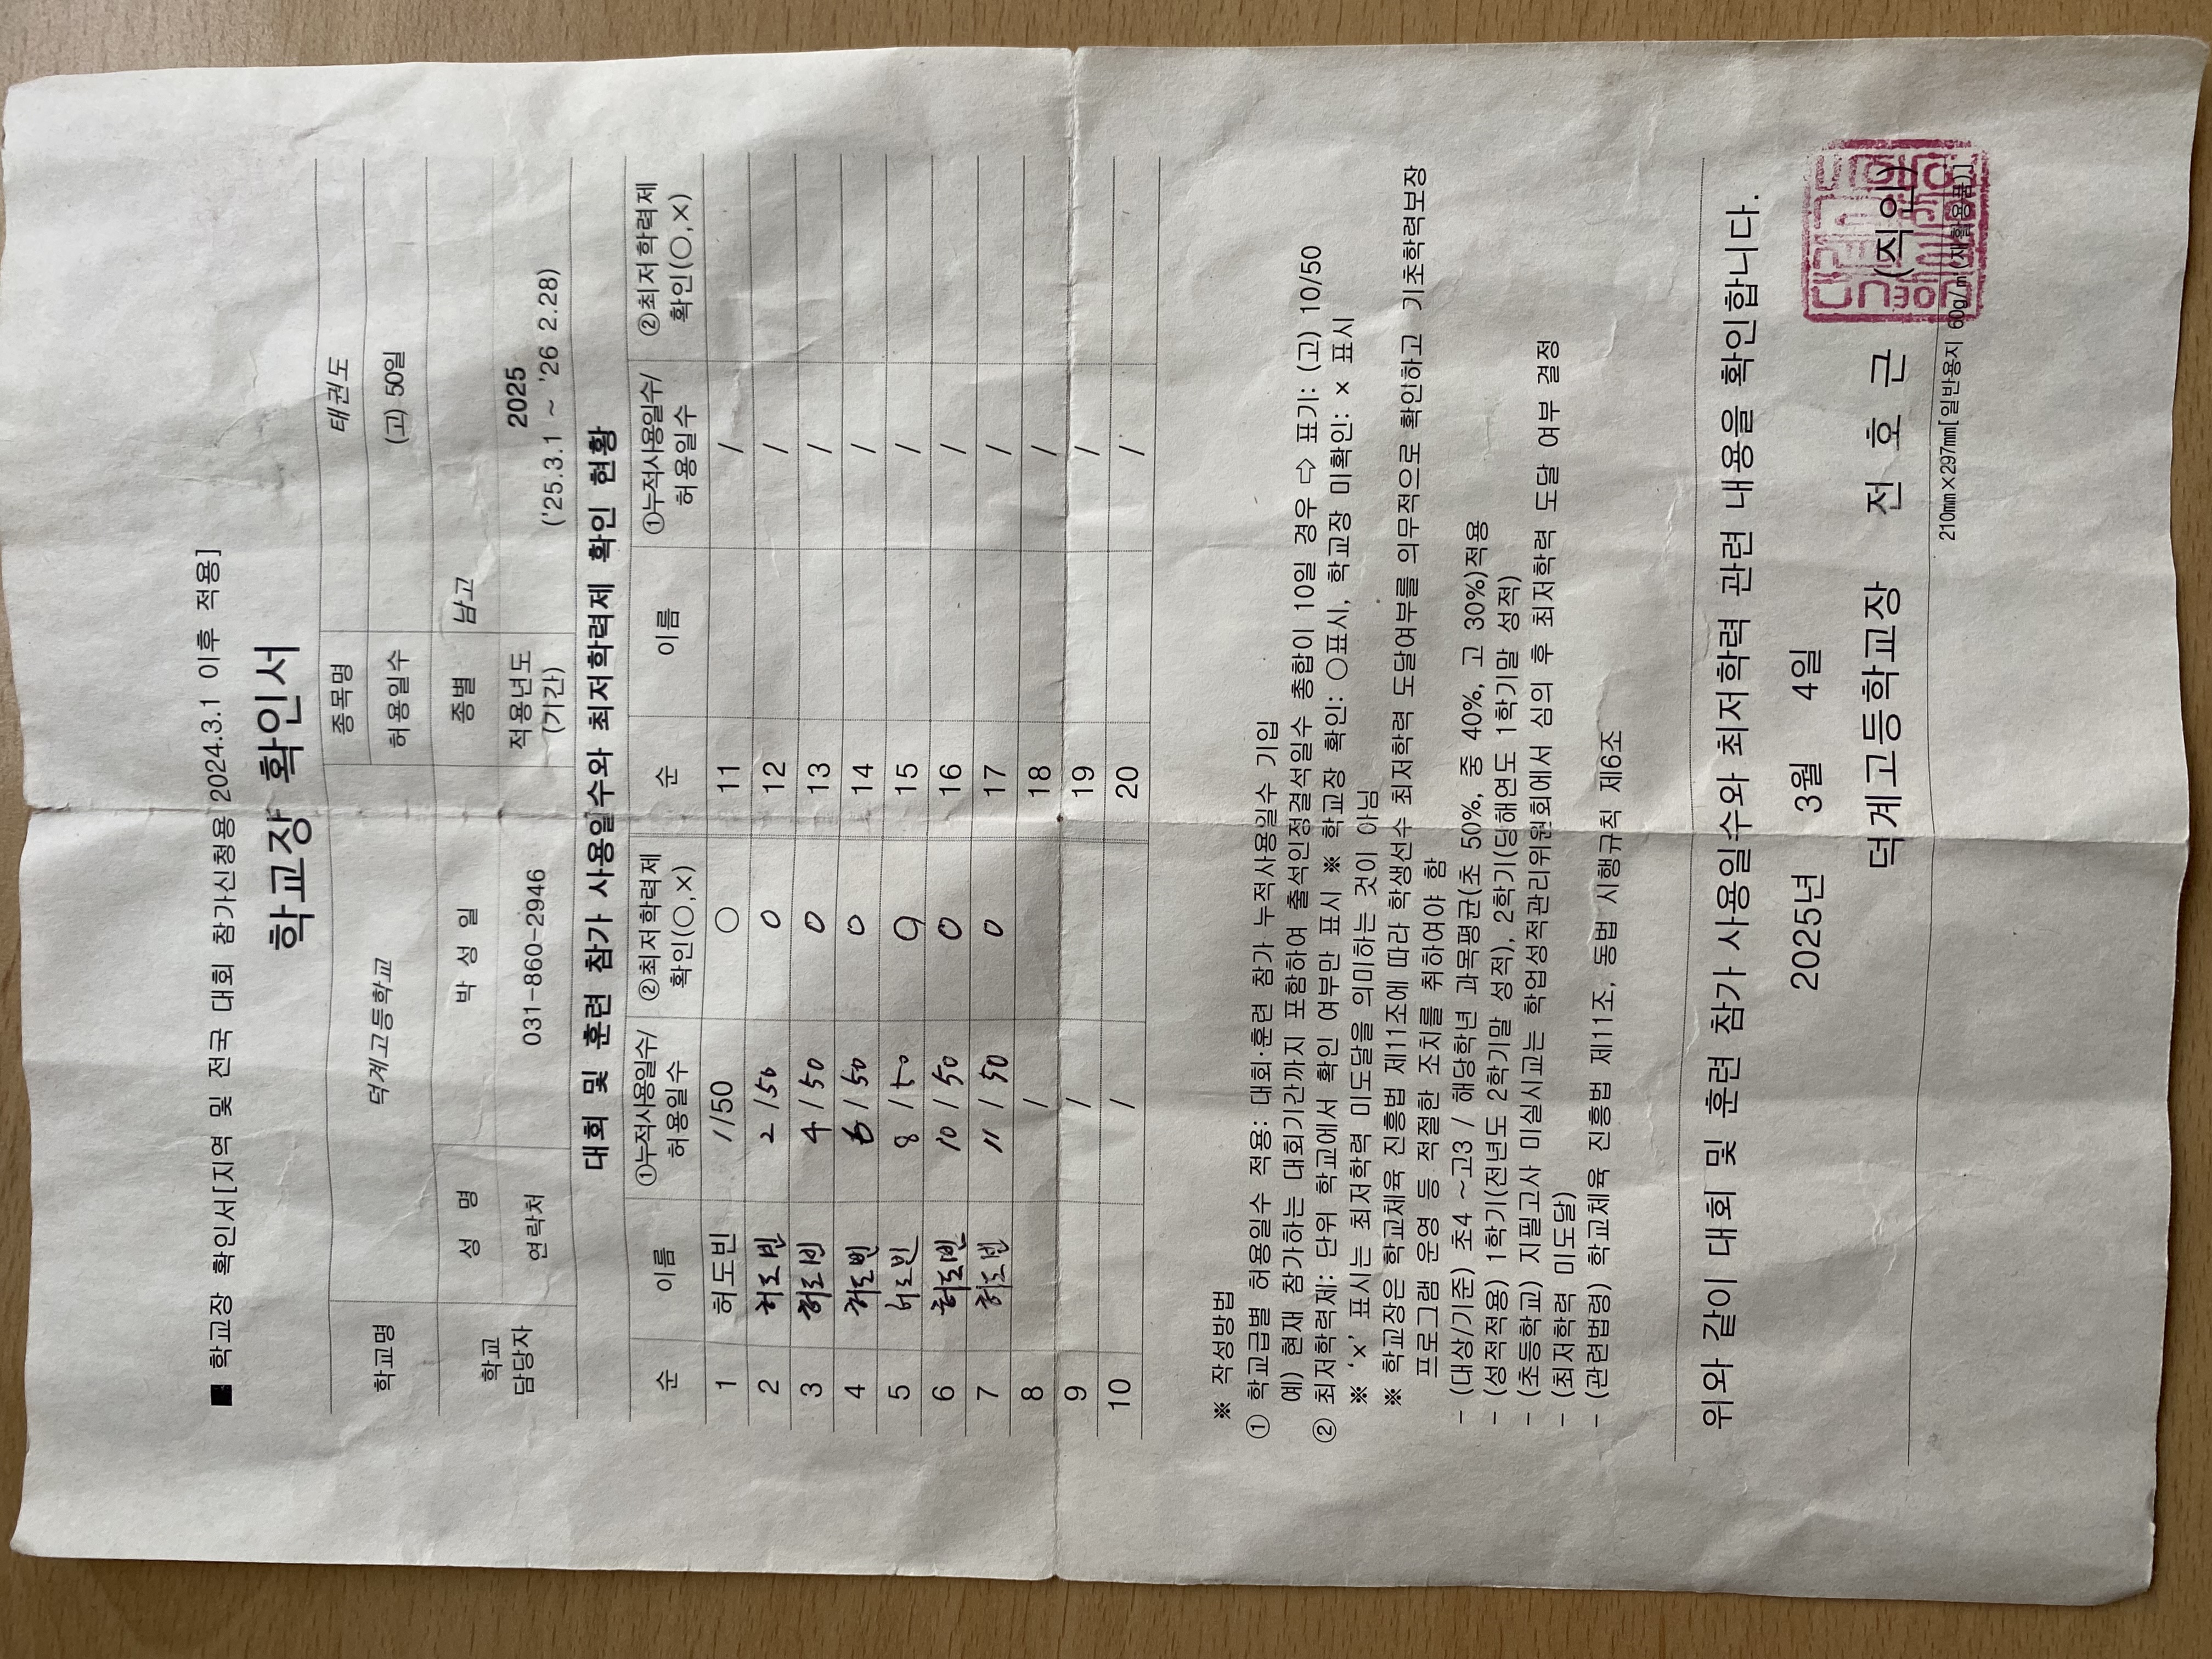 ■ 학교장 확인서[지역 및 전국 대회 참가신청용 2024.3.1 이후 적용]
학교장 확인서
학교명 덕계고등학교 종목명 태권도
허용일수 (고) 50일
학교 담당자 성 명 박 성 일 종별 남고
연락처 031-860-2946 적용년도 (기간) 2025 ('25.3.1 ~ '26 2.28)
대회 및 훈련 참가 사용일수와 최저학력제 확인 현황
순 이름 ①누적사용일수/허용일수 ②최저학력제 확인(○,×) 순 이름 ①누적사용일수/허용일수 ②최저학력제 확인(○,×)
1 허도빈 1/50 ○ 11 /
2 허도빈 2/50 0 12 /
3 허도빈 4/50 0 13 /
4 허도빈 6/50 0 14 /
5 허도빈 8/50 0 15 /
6 허도빈 10/50 0 16 /
7 허도빈 11/50 0 17 /
8 / 18 /
9 / 19 /
10 / 20 /
※ 작성방법
① 학교급별 허용일수 적용: 대회·훈련 참가 누적사용일수 기입
예) 현재 참가하는 대회기간까지 포함하여 출석인정결석일수 총합이 10일 경우 ⇨ 표기: (고) 10/50
② 최저학력제: 단위 학교에서 확인 여부만 표시 ※ 학교장 확인: ○표시, 학교장 미확인: × 표시
※ ‘x’ 표시는 최저학력 미도달을 의미하는 것이 아님
※ 학교장은 학교체육 진흥법 제11조에 따라 학생선수 최저학력 도달여부를 의무적으로 확인하고 기초학력보장
프로그램 운영 등 적절한 조치를 취하여야 함
- (대상/기준) 초4 ~고3 / 해당학년 과목평균(초 50%, 중 40%, 고 30%)적용
- (성적적용) 1학기(전년도 2학기말 성적), 2학기(당해연도 1학기말 성적)
- (초등학교) 지필고사 미실시교는 학업성적관리위원회에서 심의 후 최저학력 도달 여부 결정
- (최저학력 미도달)
- (관련법령) 학교체육 진흥법 제11조, 동법 시행규칙 제6조
위와 같이 대회 및 훈련 참가 사용일수와 최저학력 관련 내용을 확인합니다.
2025년 3월 4일
덕계고등학교장 전 호 근 (직인)
210mm×297mm[일반용지 60g/㎡(재활용품)]